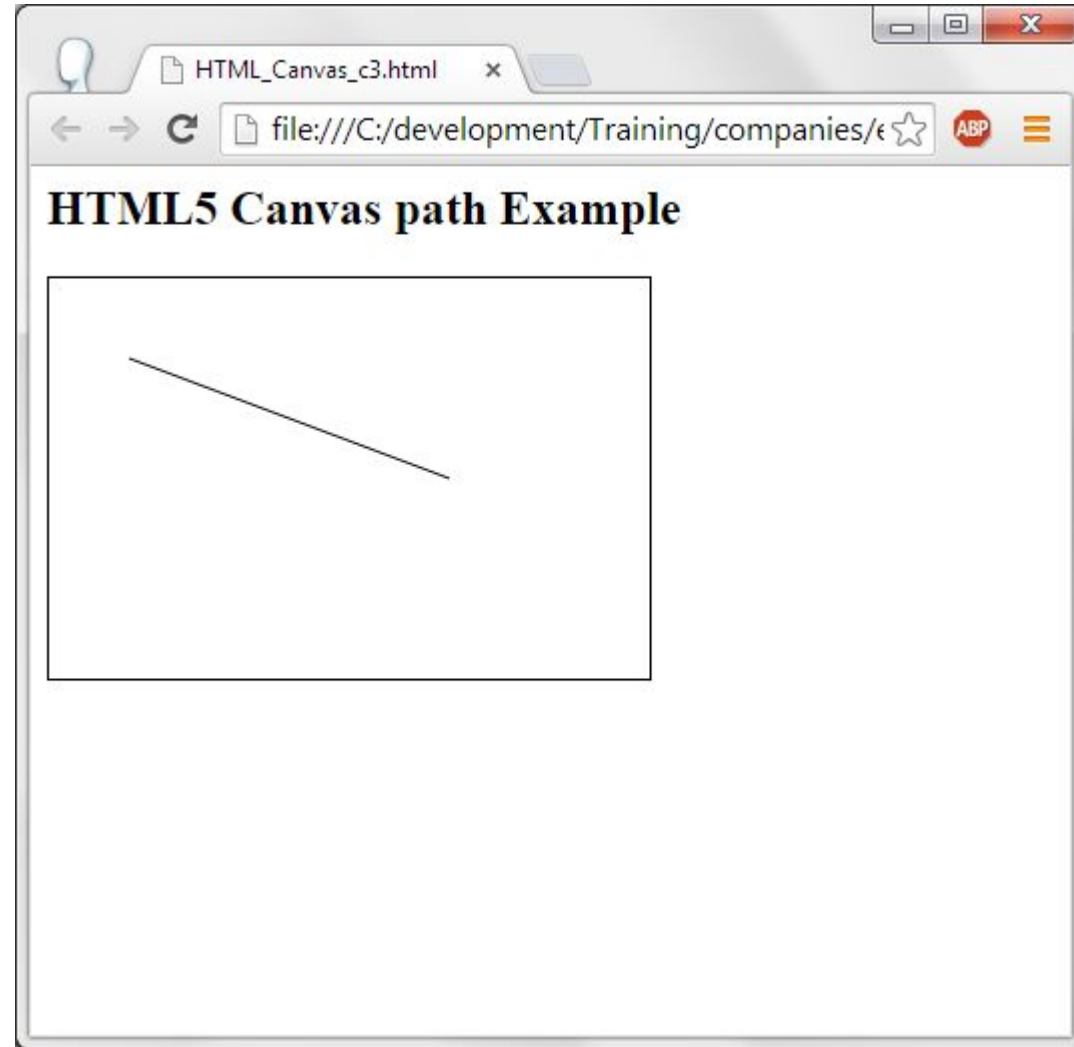 HTML_Canvas_c3.html
file:///C:/development/Training/companies/e
ABP
HTML5 Canvas path Example